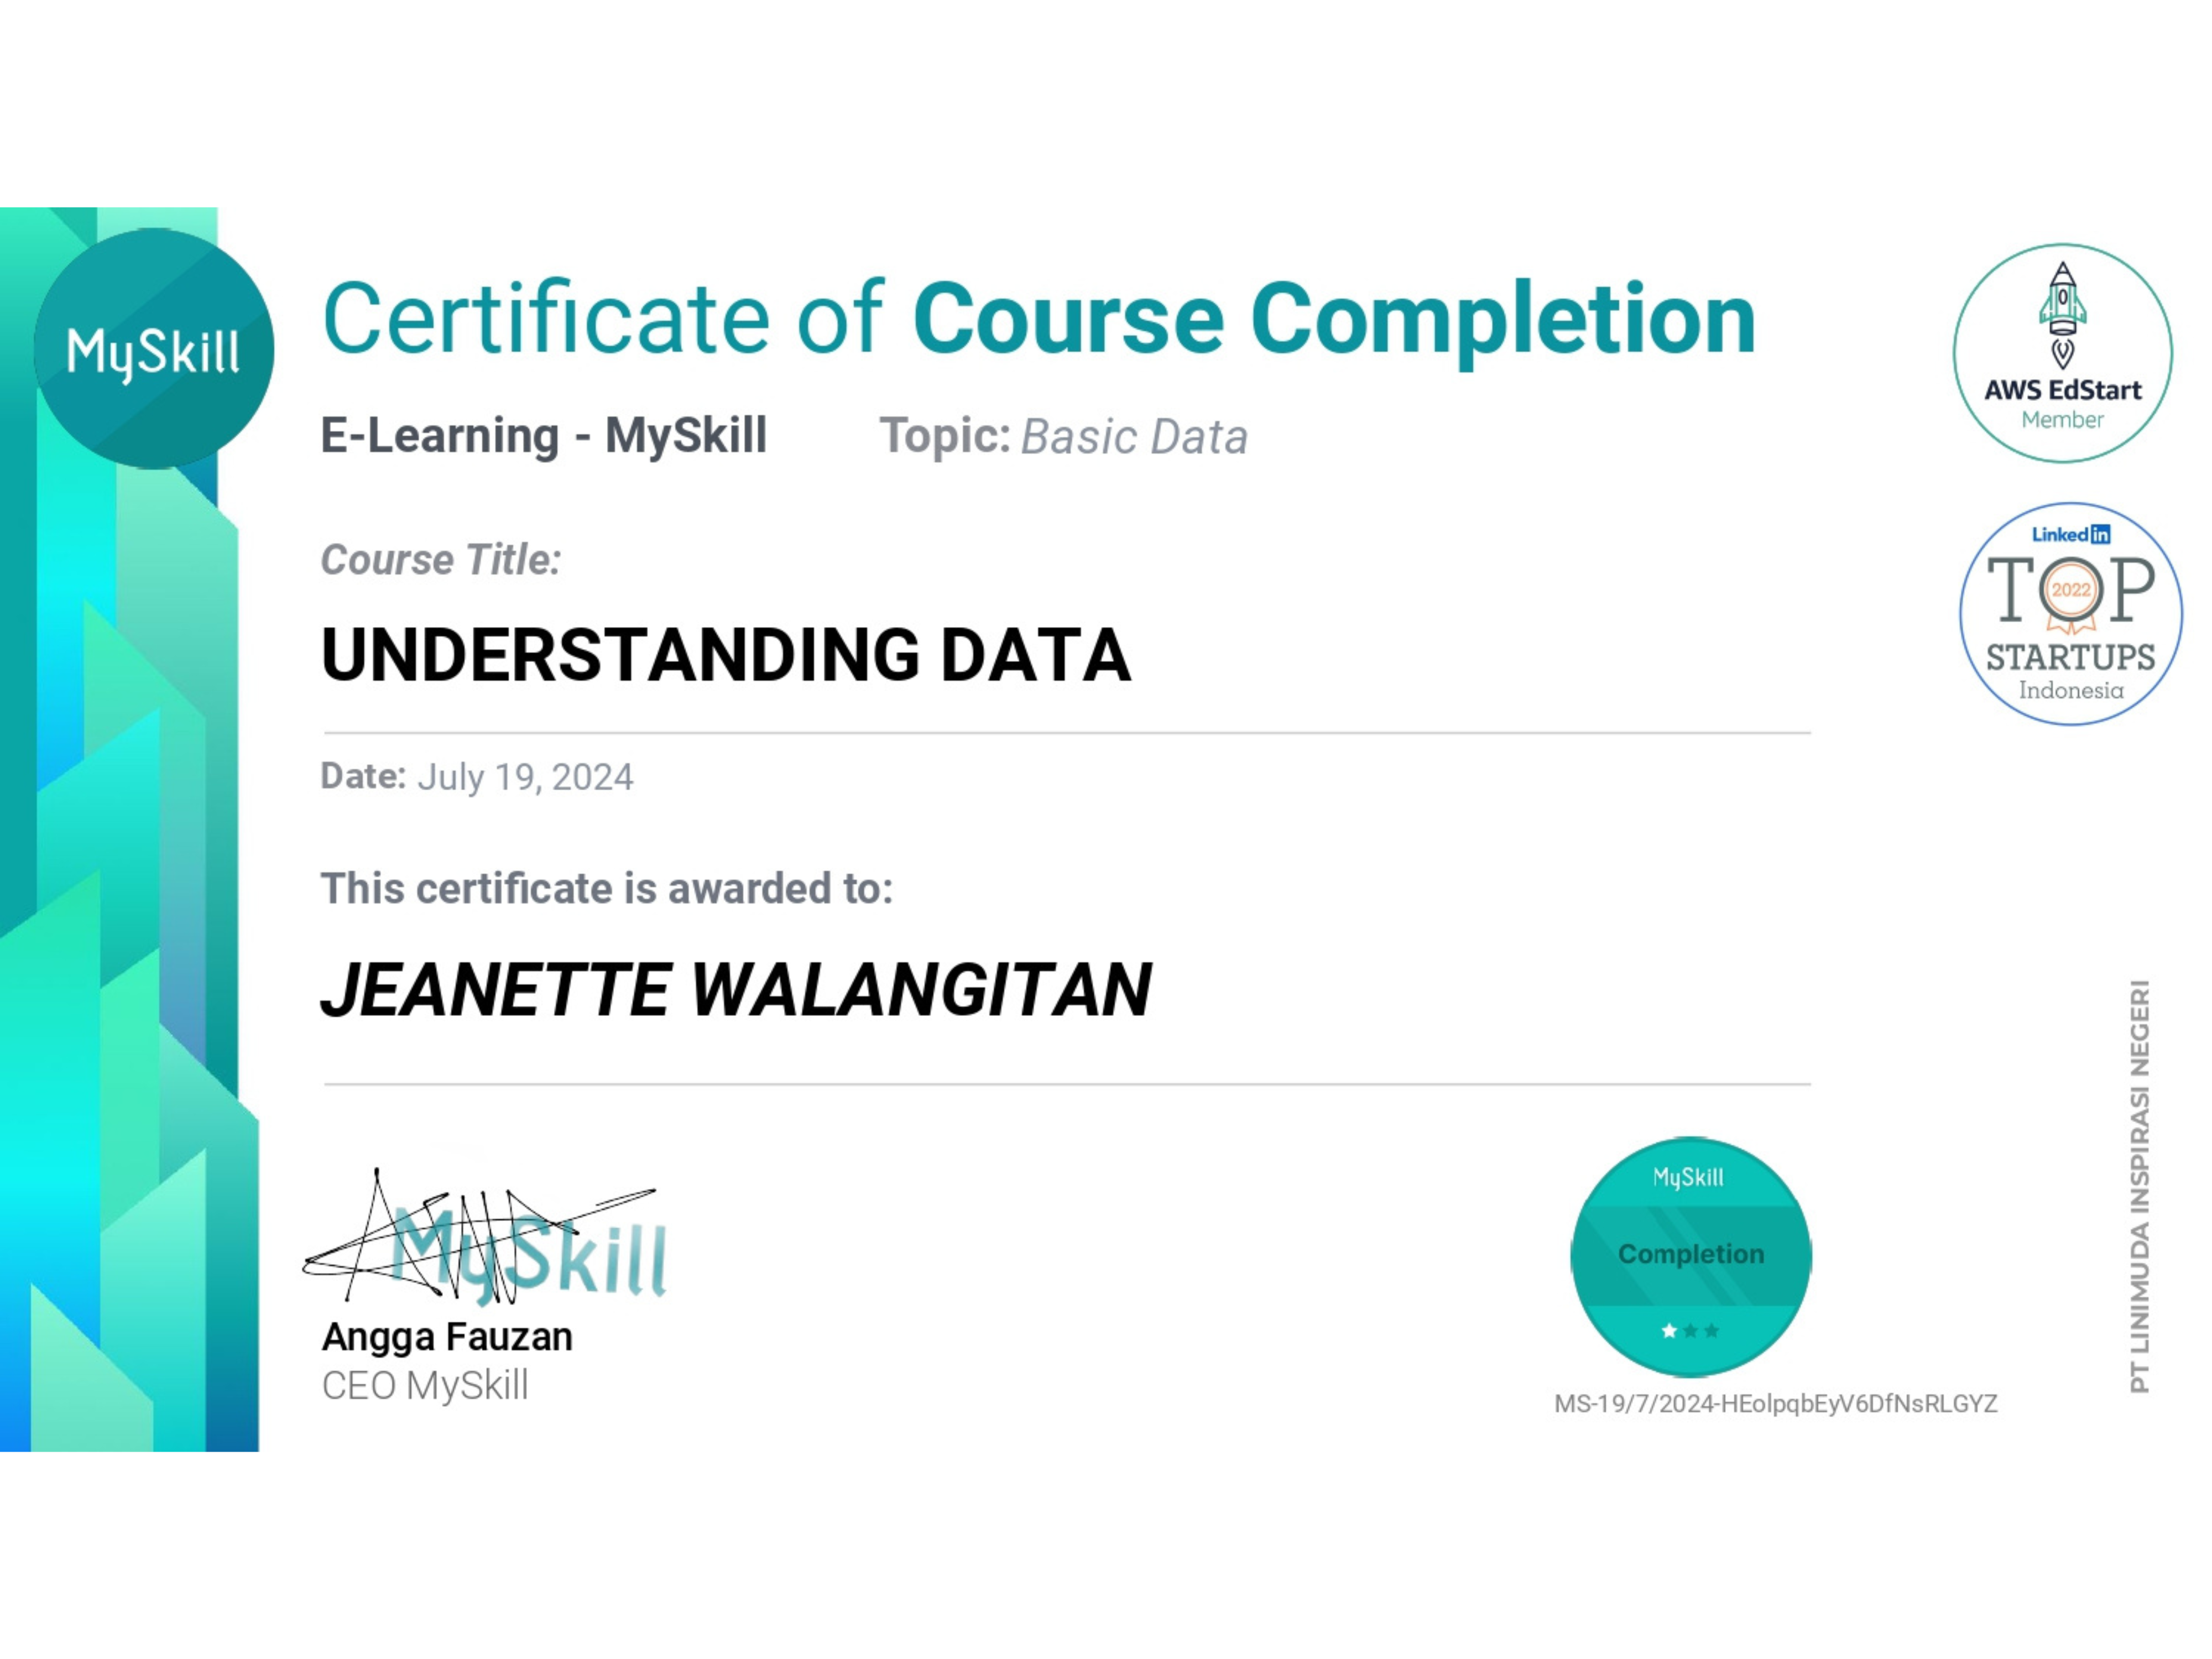 MySkill
Certificate of Course Completion
E-Learning - MySkill Topic: Basic Data
Course Title:
UNDERSTANDING DATA
Date: July 19, 2024
This certificate is awarded to:
JEANETTE WALANGITAN
MySkill
Angga Fauzan
CEO MySkill
AWS EdStart
Member
Linked in
TOP
2022
STARTUPS
Indonesia
MySkill
Completion
MS-19/7/2024-HEolpqbEyV6DfNsRLGYZ
PT LINIMUDA INSPIRASI NEGERI